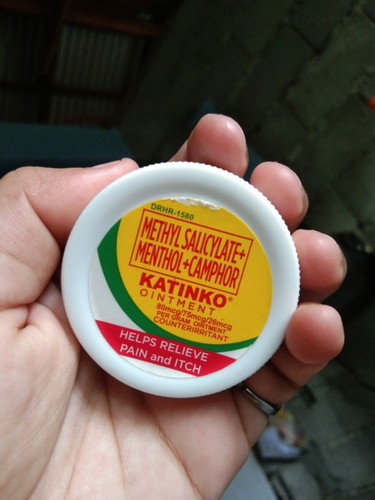 DRHR-1580
METHYL SALICYLATE+
MENTHOL+CAMPHOR
KATINKO®
OINTMENT
80mcg/75mcg/26mcg
PER GRAM OINTMENT
COUNTERIRRITANT
HELPS RELIEVE
PAIN and ITCH